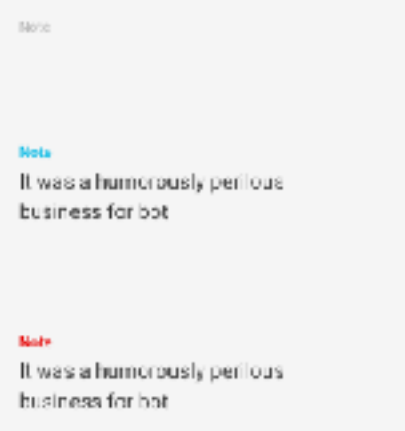 Note
Note
It was a humorously perilous
business for bot
Note
It was a humorously perilous
business for bot